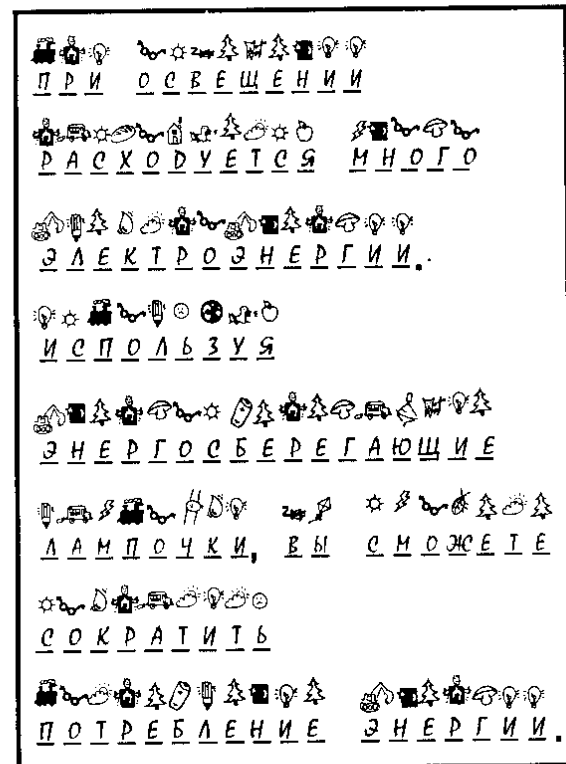 ПРИ ОСВЕЩЕНИИ
РАСХОДУЕТСЯ МНОГО
ЭЛЕКТРОЭНЕРГИИ.
ИСПОЛЬЗУЯ
ЭНЕРГОСБЕРЕГАЮЩИЕ
ЛАМПОЧКИ, ВЫ СМОЖЕТЕ
СОКРАТИТЬ
ПОТРЕБЛЕНИЕ ЭНЕРГИИ.